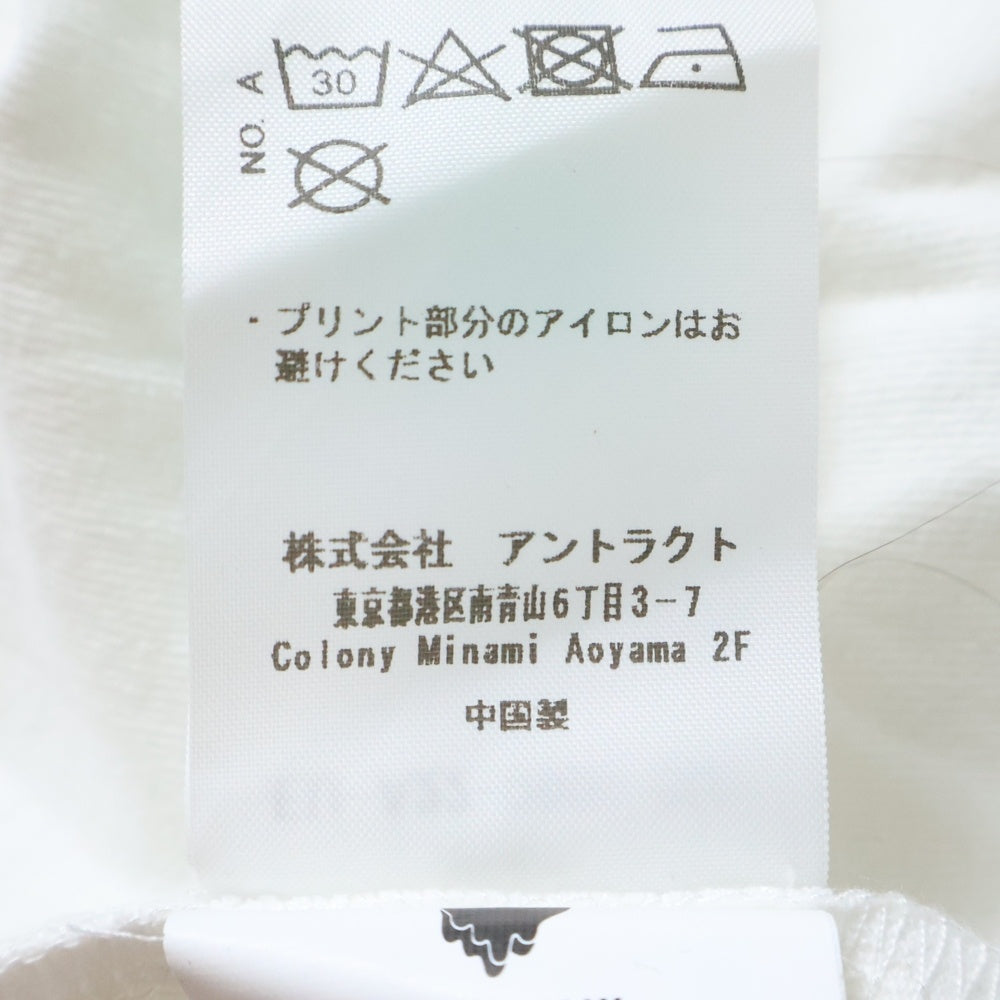 NO. A
30
・プリント部分のアイロンはお
避けください
株式会社 アントラクト
東京都港区南青山6丁目3-7
Colony Minami Aoyama 2F
中国製